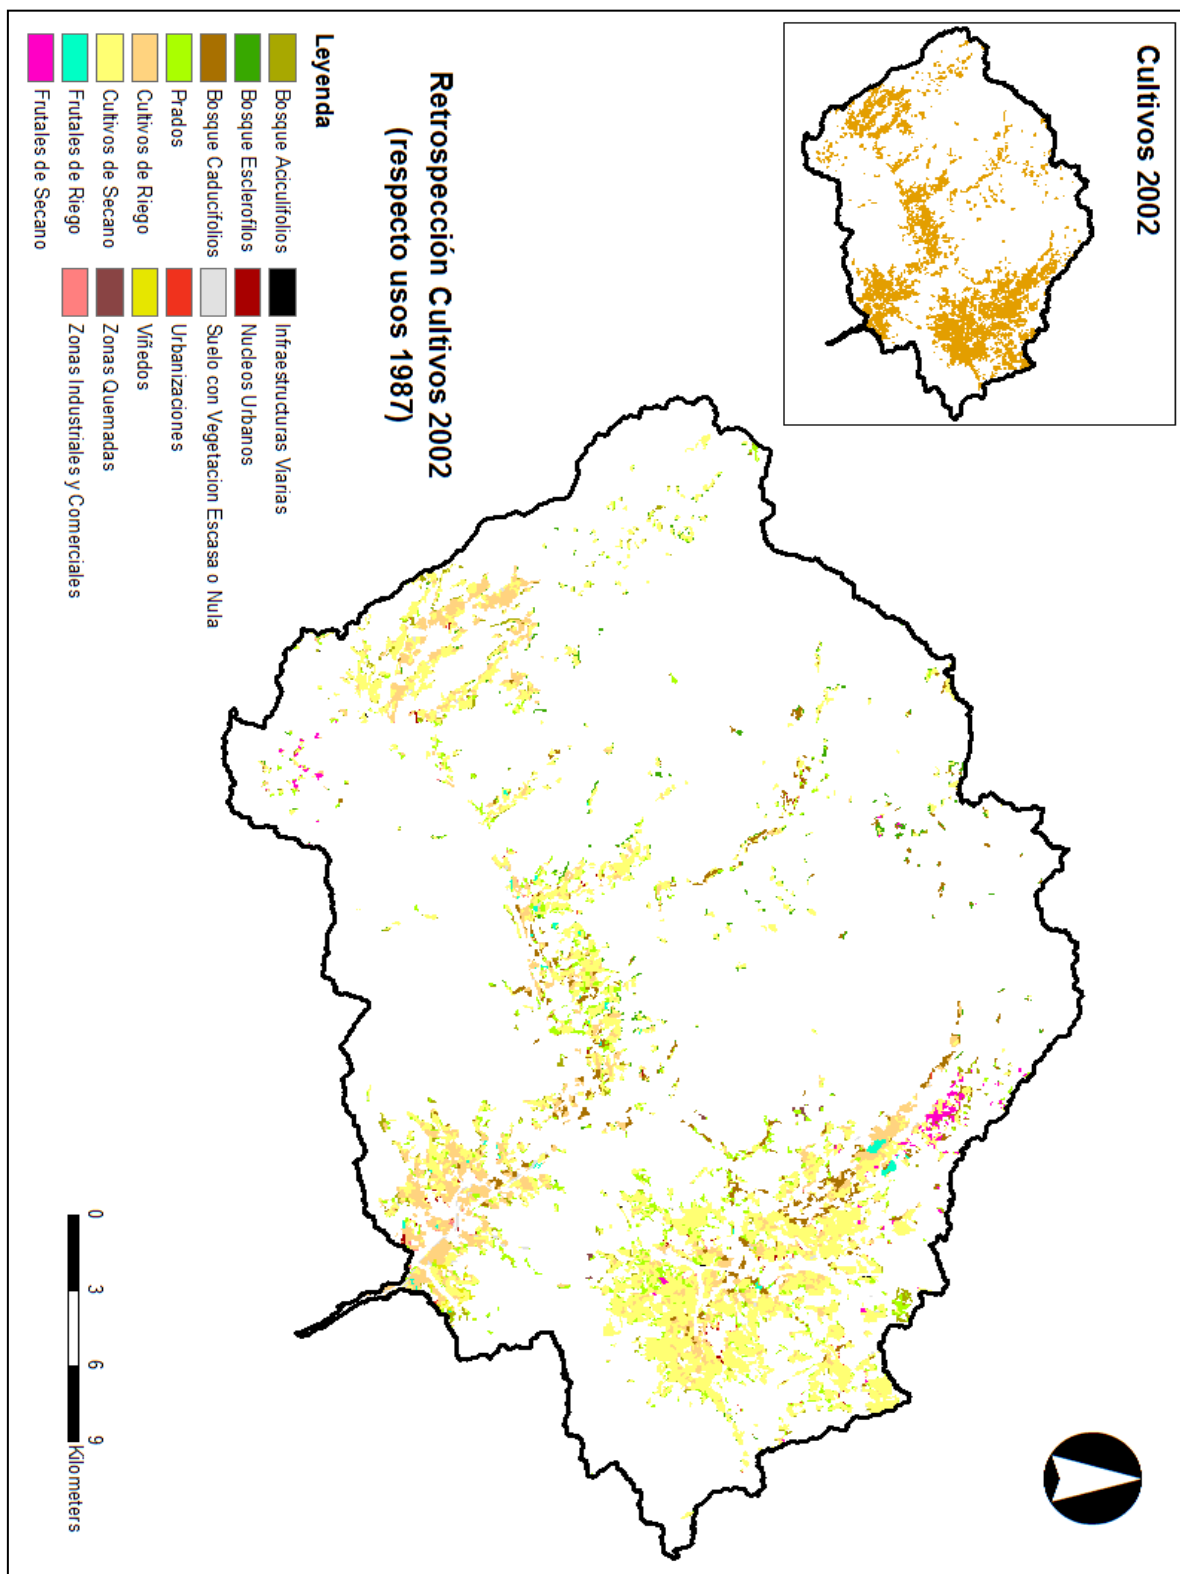 Cultivos 2002
Retrospección Cultivos 2002
(respecto usos 1987)
Leyenda
Bosque Aciculifolios
Bosque Esclerofilos
Bosque Caducifolios
Prados
Cultivos de Riego
Cultivos de Secano
Frutales de Riego
Frutales de Secano
Infraestructuras Viarias
Nucleos Urbanos
Suelo con Vegetacion Escasa o Nula
Urbanizaciones
Viñedos
Zonas Quemadas
Zonas Industriales y Comerciales
0 3 6 9
Kilometers